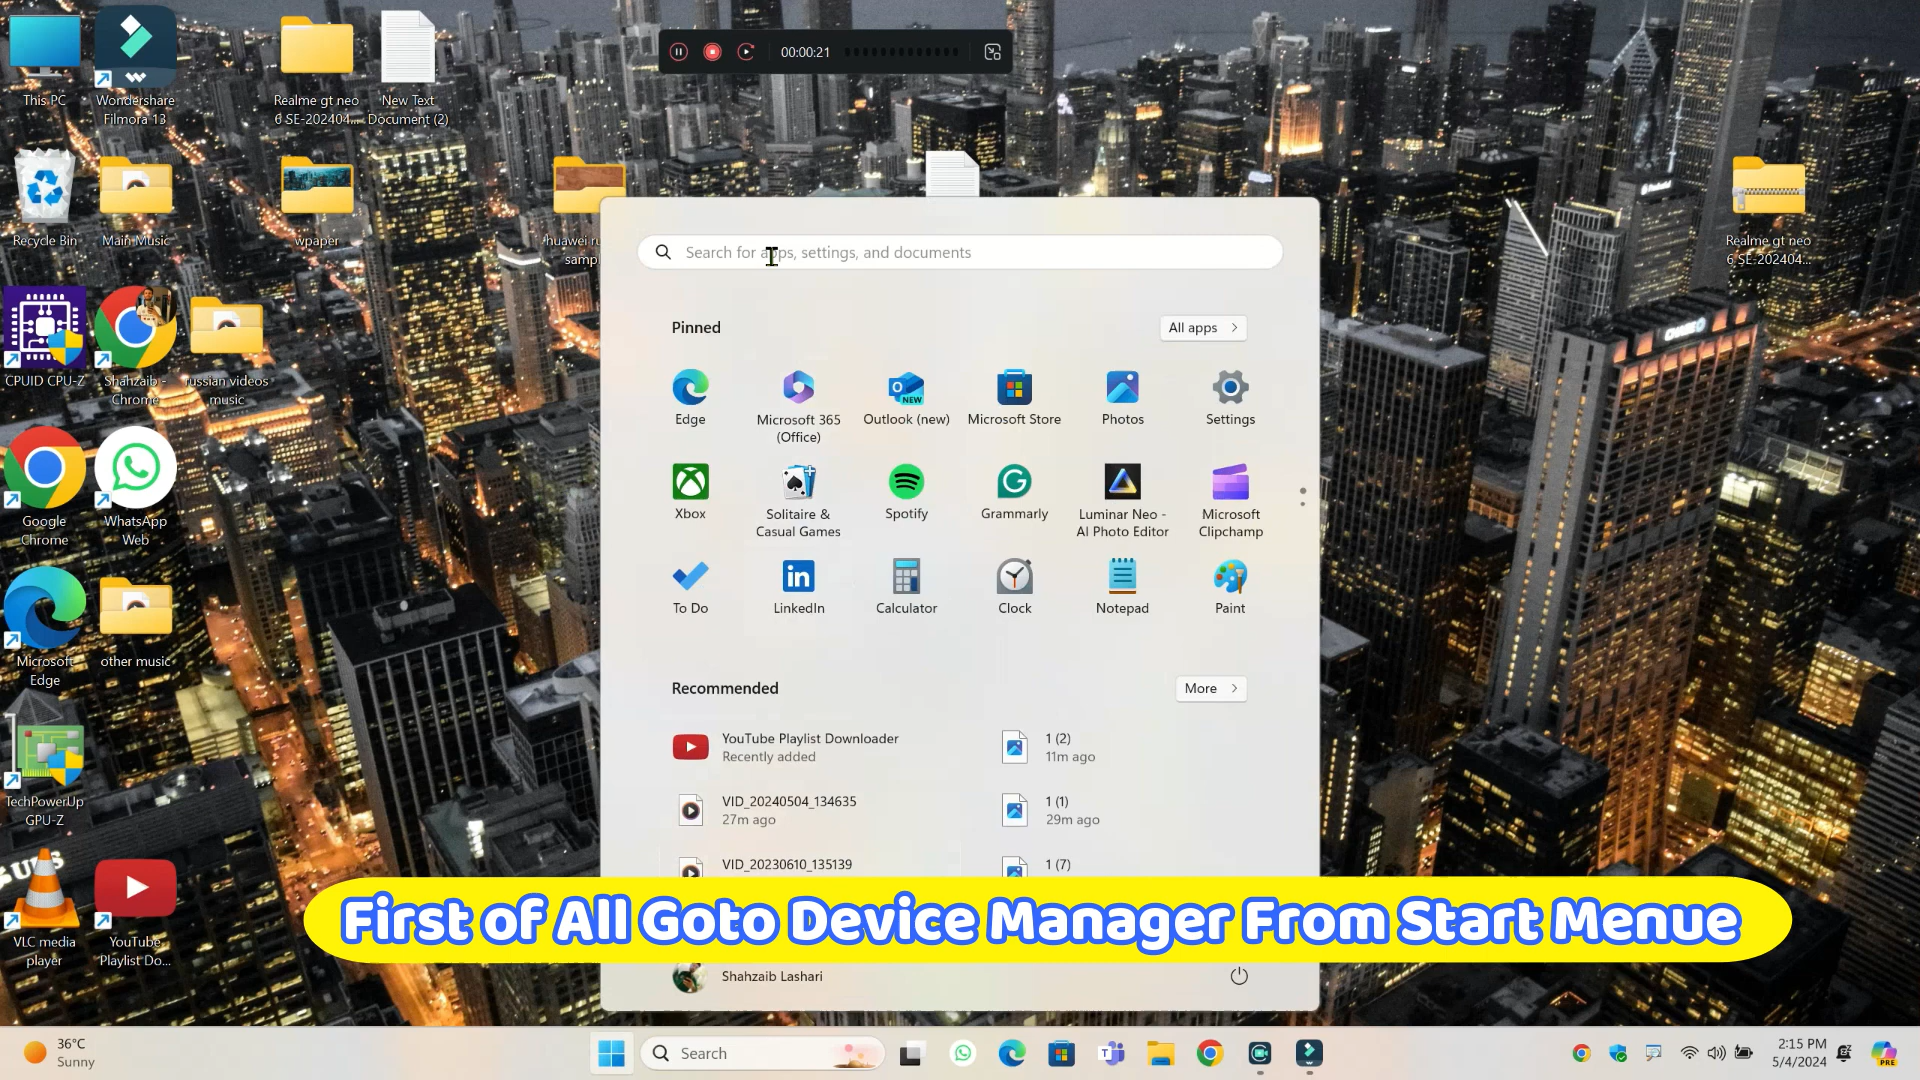 This PC
Wondershare
Filmora 13
Realme gt neo
6 SE-202404...
New Text
Document (2)
00:00:21
Recycle Bin
Main Music
wpaper
huawei ru
sampl
Realme gt neo
6 SE-202404...
Search for apps, settings, and documents
Pinned
All apps
CPUID CPU-Z
Shahzaib -
Chrome
russian videos
music
Edge
Microsoft 365
(Office)
Outlook (new)
NEW
Microsoft Store
Photos
Settings
Google
Chrome
WhatsApp
Web
Xbox
Solitaire &
Casual Games
Spotify
Grammarly
Luminar Neo -
AI Photo Editor
Microsoft
Clipchamp
To Do
LinkedIn
Calculator
Clock
Notepad
Paint
Microsoft
Edge
other music
Recommended
More
YouTube Playlist Downloader
Recently added
1 (2)
11m ago
VID_20240504_134635
27m ago
1 (1)
29m ago
VID_20230610_135139
1 (7)
TechPowerUp
GPU-Z
First of All Goto Device Manager From Start Menue
VLC media
player
YouTube
Playlist Do...
Shahzaib Lashari
36°C
Sunny
Search
2:15 PM
5/4/2024
PRE